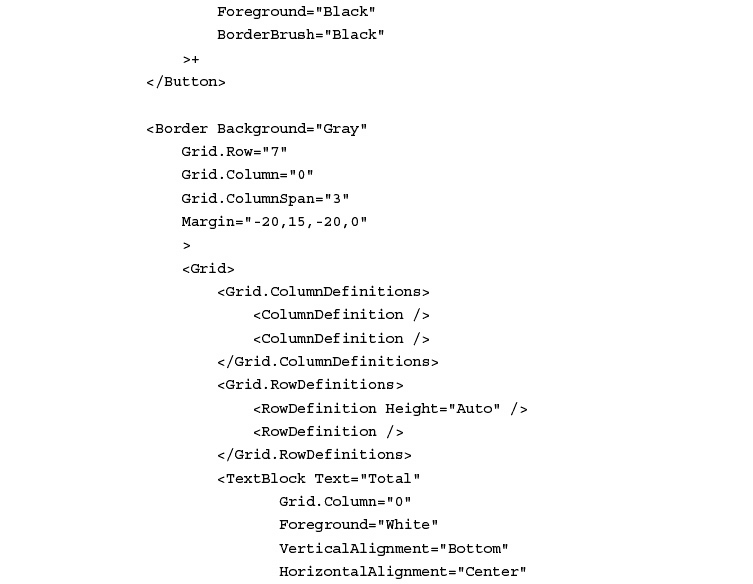 Foreground="Black"
BorderBrush="Black"
>+
</Button>
<Border Background="Gray"
Grid.Row="7"
Grid.Column="0"
Grid.ColumnSpan="3"
Margin="-20,15,-20,0"
>
<Grid>
<Grid.ColumnDefinitions>
<ColumnDefinition />
<ColumnDefinition />
</Grid.ColumnDefinitions>
<Grid.RowDefinitions>
<RowDefinition Height="Auto" />
<RowDefinition />
</Grid.RowDefinitions>
<TextBlock Text="Total"
Grid.Column="0"
Foreground="White"
VerticalAlignment="Bottom"
HorizontalAlignment="Center"